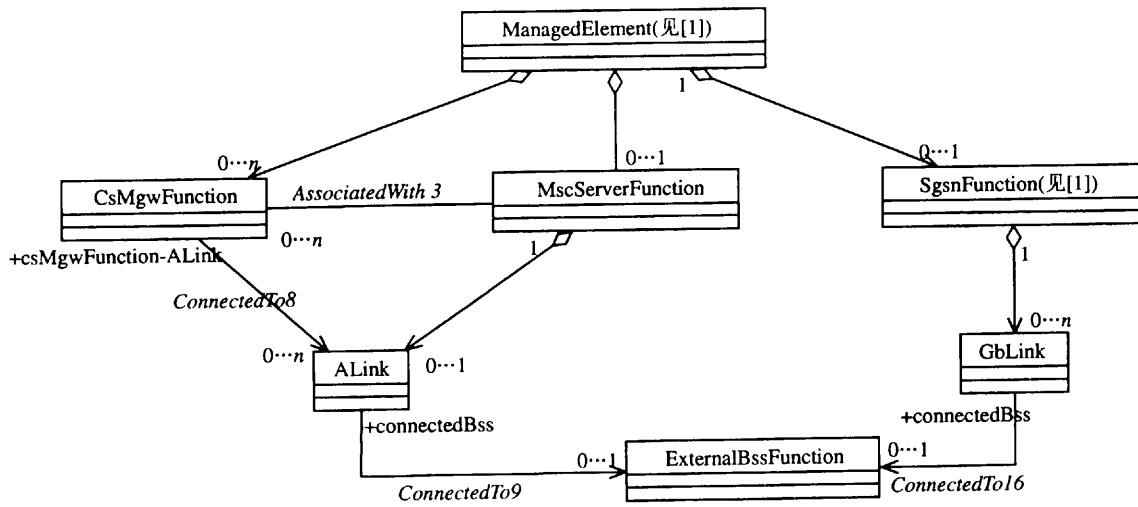 ManagedElement(见[1])
1
0···n
0···1
0···1
CsMgwFunction
AssociatedWith 3
MscServerFunction
SgsnFunction(见[1])
0···n
+csMgwFunction-ALink
1
1
ConnectedTo8
0···n
0···n
ALink
0···1
GbLink
+connectedBss
+connectedBss
0···1
ExternalBssFunction
0···1
ConnectedTo9
ConnectedTo16